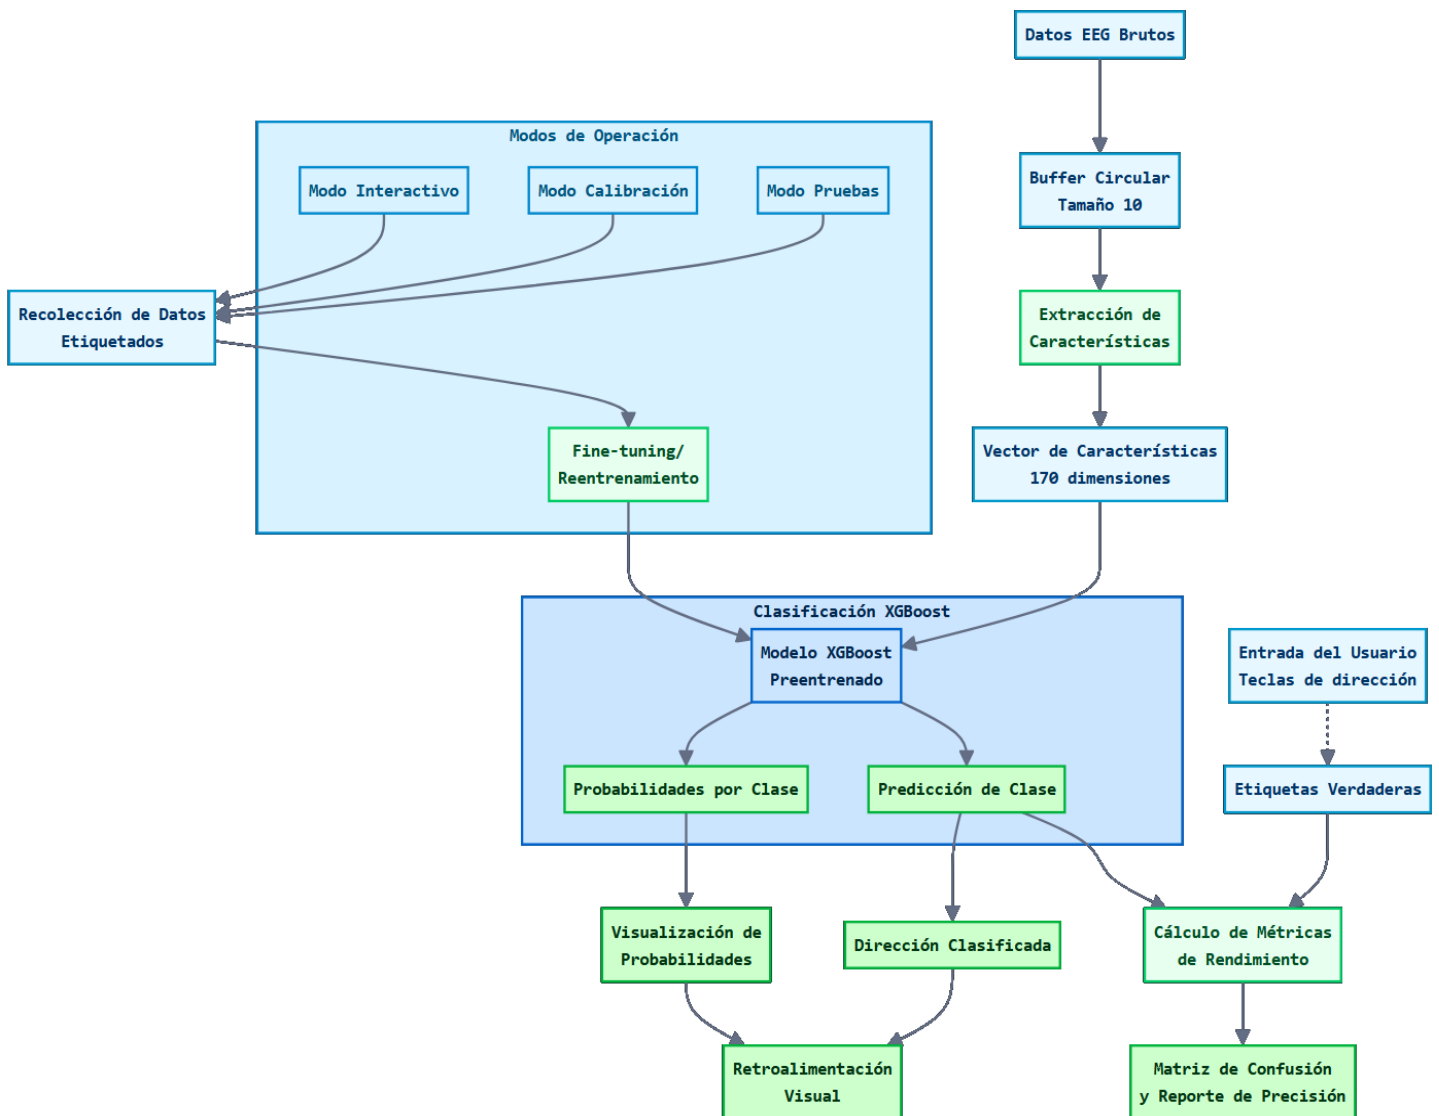 Datos EEG Brutos
Modos de Operación
Modo Interactivo
Modo Calibración
Modo Pruebas
Buffer Circular
Tamaño 10
Recolección de Datos
Etiquetados
Extracción de
Características
Fine-tuning/
Reentrenamiento
Vector de Características
170 dimensiones
Clasificación XGBoost
Modelo XGBoost
Preentrenado
Entrada del Usuario
Teclas de dirección
Probabilidades por Clase
Predicción de Clase
Etiquetas Verdaderas
Visualización de
Probabilidades
Dirección Clasificada
Cálculo de Métricas
de Rendimiento
Retroalimentación
Visual
Matriz de Confusión
y Reporte de Precisión